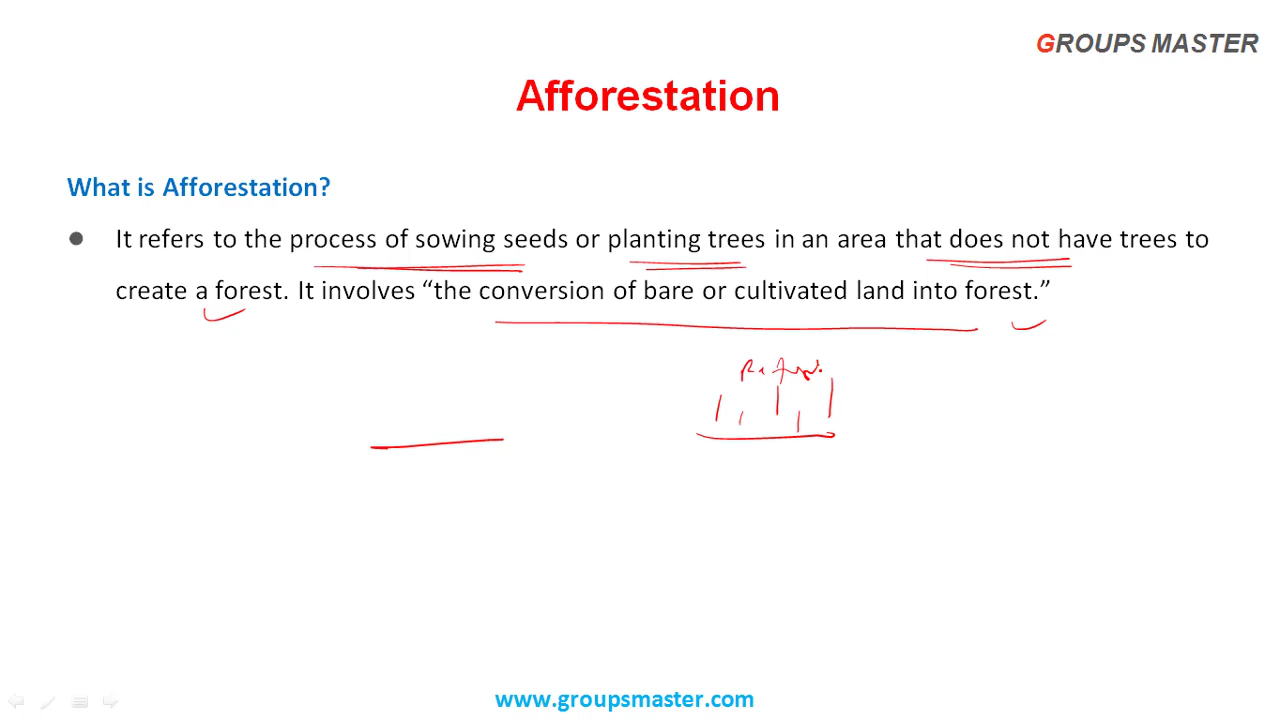 GROUPS MASTER
Afforestation
What is Afforestation?
It refers to the process of sowing seeds or planting trees in an area that does not have trees to
create a forest. It involves “the conversion of bare or cultivated land into forest.”
www.groupsmaster.com